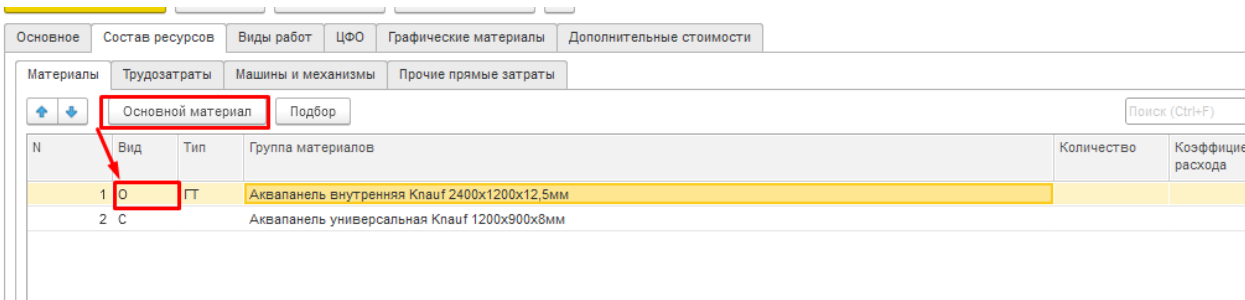 Основное Состав ресурсов Виды работ ЦФО Графические материалы Дополнительные стоимости
Материалы Трудозатраты Машины и механизмы Прочие прямые затраты
Основной материал Подбор Поиск (Ctrl+F)
N Вид Тип Группа материалов Количество Коэффицие
расхода
1 О ГТ Аквапанель внутренняя Knauf 2400х1200х12,5мм
2 С Аквапанель универсальная Knauf 1200х900х8мм